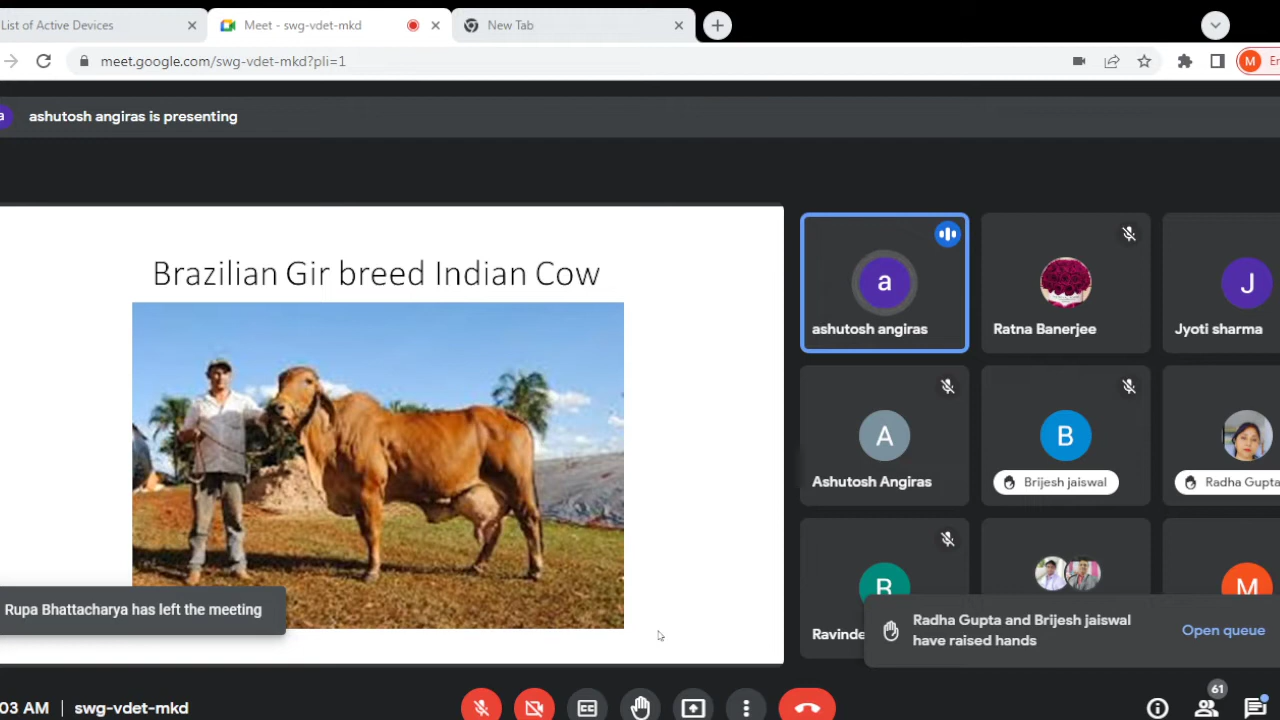 List of Active Devices
Meet - swg-vdet-mkd
New Tab
meet.google.com/swg-vdet-mkd?pli=1
M
a
ashutosh angiras is presenting
Brazilian Gir breed Indian Cow
a
ashutosh angiras
Ratna Banerjee
J
Jyoti sharma
A
Ashutosh Angiras
B
Brijesh jaiswal
Radha Gupta
R
M
Rupa Bhattacharya has left the meeting
Radha Gupta and Brijesh jaiswal
have raised hands
Open queue
03 AM | swg-vdet-mkd
61